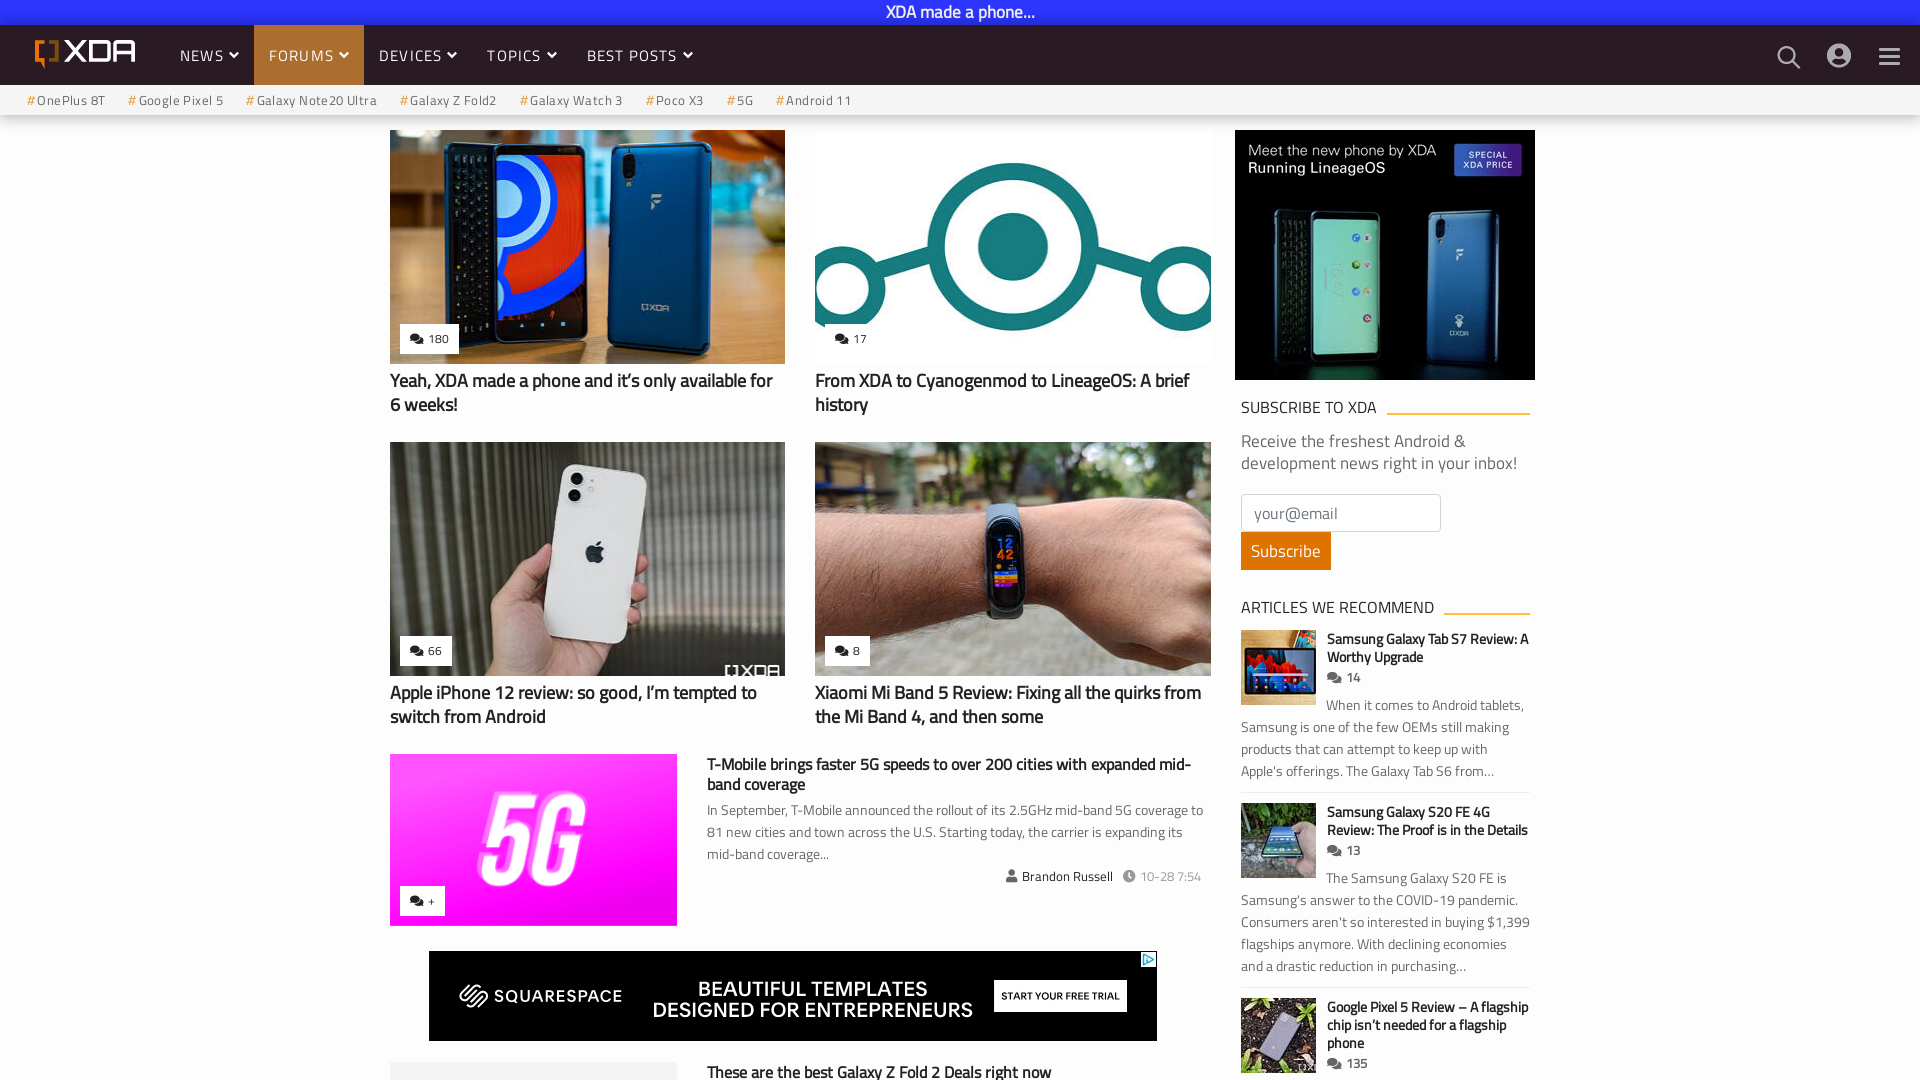 XDA made a phone...
XDA
NEWS
FORUMS
DEVICES
TOPICS
BEST POSTS
#OnePlus 8T
#Google Pixel 5
#Galaxy Note20 Ultra
#Galaxy Z Fold2
#Galaxy Watch 3
#Poco X3
#5G
#Android 11
180
Yeah, XDA made a phone and it’s only available for
6 weeks!
17
From XDA to Cyanogenmod to LineageOS: A brief
history
66
XDA
Apple iPhone 12 review: so good, I’m tempted to
switch from Android
12
42
8
Xiaomi Mi Band 5 Review: Fixing all the quirks from
the Mi Band 4, and then some
5G
+
T-Mobile brings faster 5G speeds to over 200 cities with expanded mid-
band coverage
In September, T-Mobile announced the rollout of its 2.5GHz mid-band 5G coverage to
81 new cities and town across the U.S. Starting today, the carrier is expanding its
mid-band coverage...
Brandon Russell
10-28 7:54
SQUARESPACE
BEAUTIFUL TEMPLATES
DESIGNED FOR ENTREPRENEURS
START YOUR FREE TRIAL
These are the best Galaxy Z Fold 2 Deals right now
Meet the new phone by XDA
Running LineageOS
SPECIAL
XDA PRICE
XDA
SUBSCRIBE TO XDA
Receive the freshest Android &
development news right in your inbox!
your@email
Subscribe
ARTICLES WE RECOMMEND
Samsung Galaxy Tab S7 Review: A
Worthy Upgrade
14
When it comes to Android tablets,
Samsung is one of the few OEMs still making
products that can attempt to keep up with
Apple's offerings. The Galaxy Tab S6 from…
Samsung Galaxy S20 FE 4G
Review: The Proof is in the Details
13
The Samsung Galaxy S20 FE is
Samsung's answer to the COVID-19 pandemic.
Consumers aren't so interested in buying $1,399
flagships anymore. With declining economies
and a drastic reduction in purchasing…
Google Pixel 5 Review – A flagship
chip isn’t needed for a flagship
phone
135